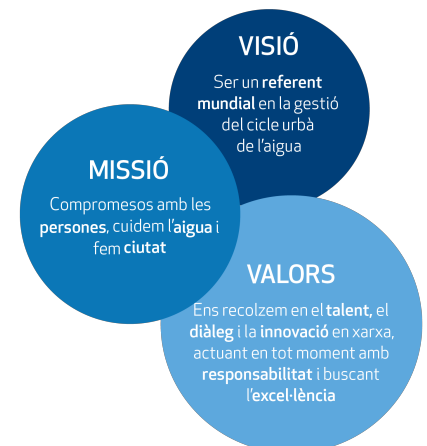 VISIÓ
Ser un referent
mundial en la gestió
del cicle urbà
de l'aigua
MISSIÓ
Compromesos amb les
persones, cuidem l'aigua i
fem ciutat
VALORS
Ens recolzem en el talent, el
diàleg i la innovació en xarxa,
actuant en tot moment amb
responsabilitat i buscant
l'excel·lència